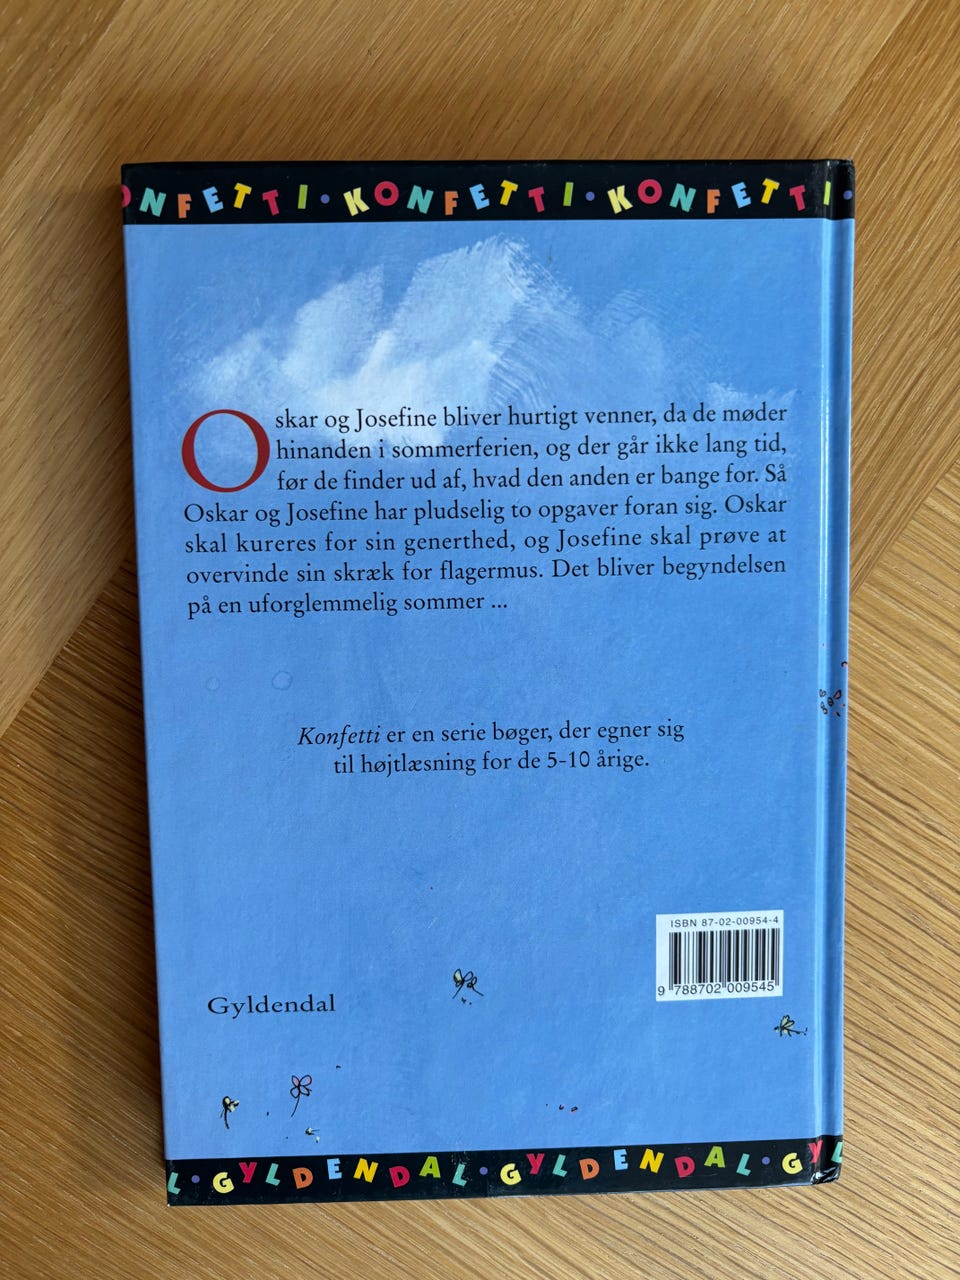 ONFETTI · KONFETTI · KONFETTI ·
Oskar og Josefine bliver hurtigt venner, da de møder
hinanden i sommerferien, og der går ikke lang tid,
før de finder ud af, hvad den anden er bange for. Så
Oskar og Josefine har pludselig to opgaver foran sig. Oskar
skal kureres for sin generthed, og Josefine skal prøve at
overvinde sin skræk for flagermus. Det bliver begyndelsen
på en uforglemmelig sommer ...
Konfetti er en serie bøger, der egner sig
til højtlæsning for de 5-10 årige.
ISBN 87-02-00954-4
9 788702 009545
Gyldendal
L · GYLDENDAL · GYLDENDAL · GYL